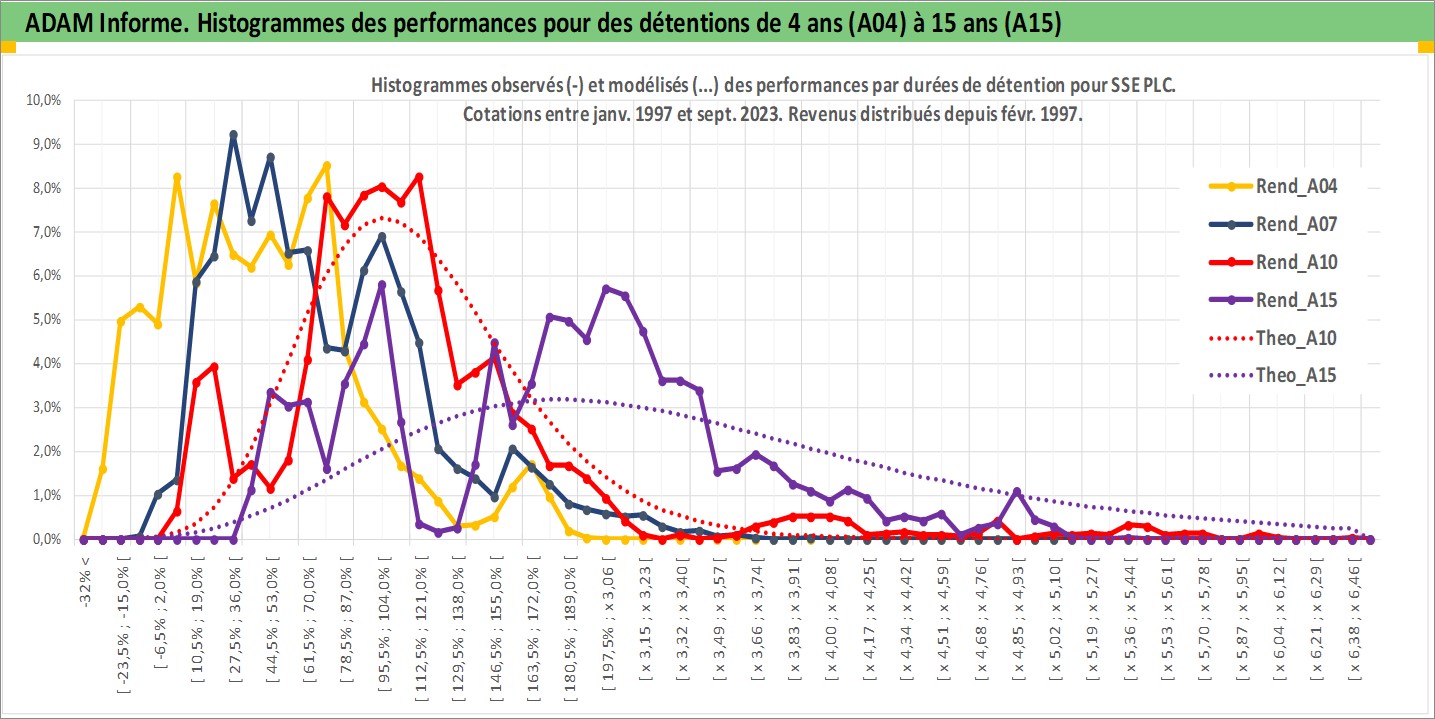 ADAM Informe. Histogrammes des performances pour des détentions de 4 ans (A04) à 15 ans (A15)
Histogrammes observés (-) et modélisés (...) des performances par durées de détention pour SSE PLC.
Cotations entre janv. 1997 et sept. 2023. Revenus distribués depuis févr. 1997.
10,0%
9,0%
8,0%
7,0%
6,0%
5,0%
4,0%
3,0%
2,0%
1,0%
0,0%
Rend_A04
Rend_A07
Rend_A10
Rend_A15
Theo_A10
Theo_A15
-32% <
[ -23,5% ; -15,0% [
[ -6,5% ; 2,0% [
[ 10,5% ; 19,0% [
[ 27,5% ; 36,0% [
[ 44,5% ; 53,0% [
[ 61,5% ; 70,0% [
[ 78,5% ; 87,0% [
[ 95,5% ; 104,0% [
[ 112,5% ; 121,0% [
[ 129,5% ; 138,0% [
[ 146,5% ; 155,0% [
[ 163,5% ; 172,0% [
[ 180,5% ; 189,0% [
[ 197,5% ; x 3,06 [
[ x 3,15 ; x 3,23 [
[ x 3,32 ; x 3,40 [
[ x 3,49 ; x 3,57 [
[ x 3,66 ; x 3,74 [
[ x 3,83 ; x 3,91 [
[ x 4,00 ; x 4,08 [
[ x 4,17 ; x 4,25 [
[ x 4,34 ; x 4,42 [
[ x 4,51 ; x 4,59 [
[ x 4,68 ; x 4,76 [
[ x 4,85 ; x 4,93 [
[ x 5,02 ; x 5,10 [
[ x 5,19 ; x 5,27 [
[ x 5,36 ; x 5,44 [
[ x 5,53 ; x 5,61 [
[ x 5,70 ; x 5,78 [
[ x 5,87 ; x 5,95 [
[ x 6,04 ; x 6,12 [
[ x 6,21 ; x 6,29 [
[ x 6,38 ; x 6,46 [